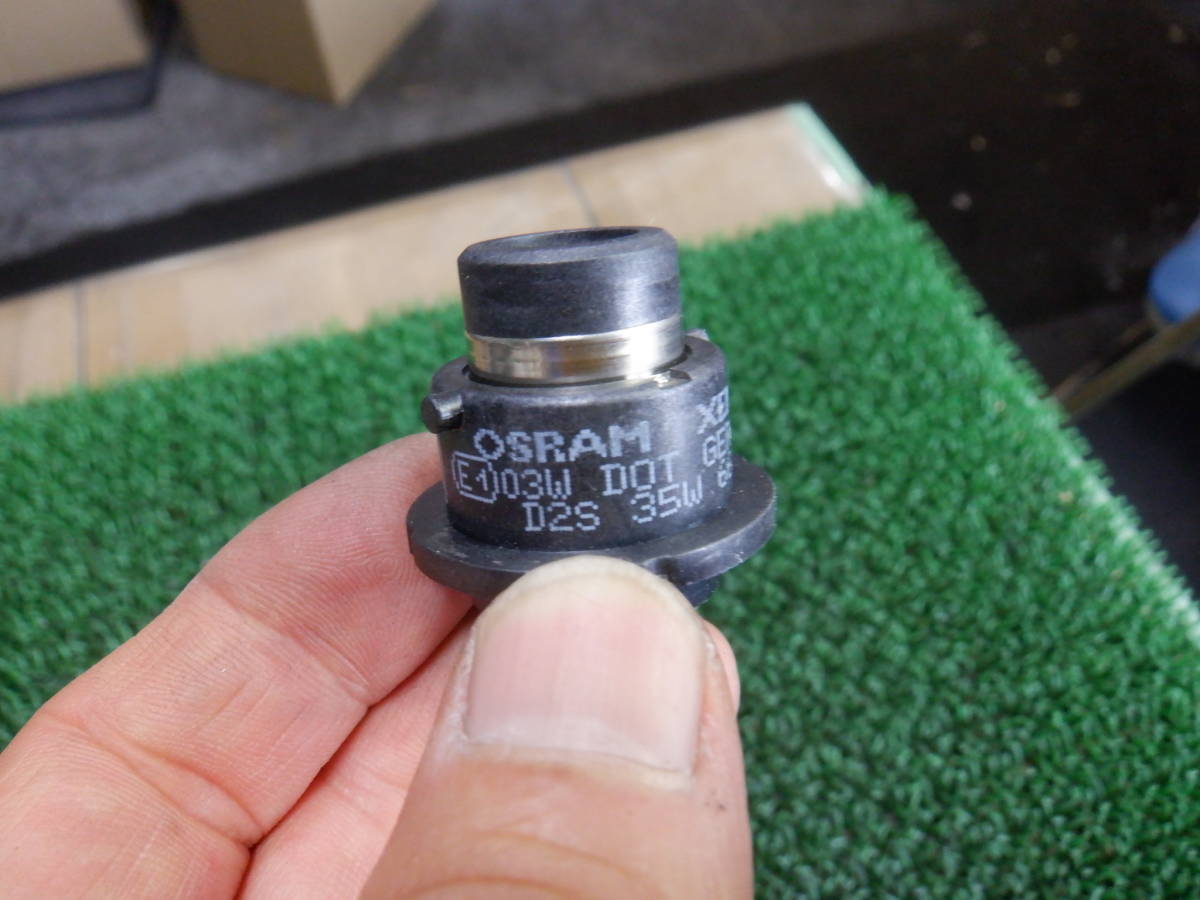 OSRAM
E1 03W DOT
D2S 35W